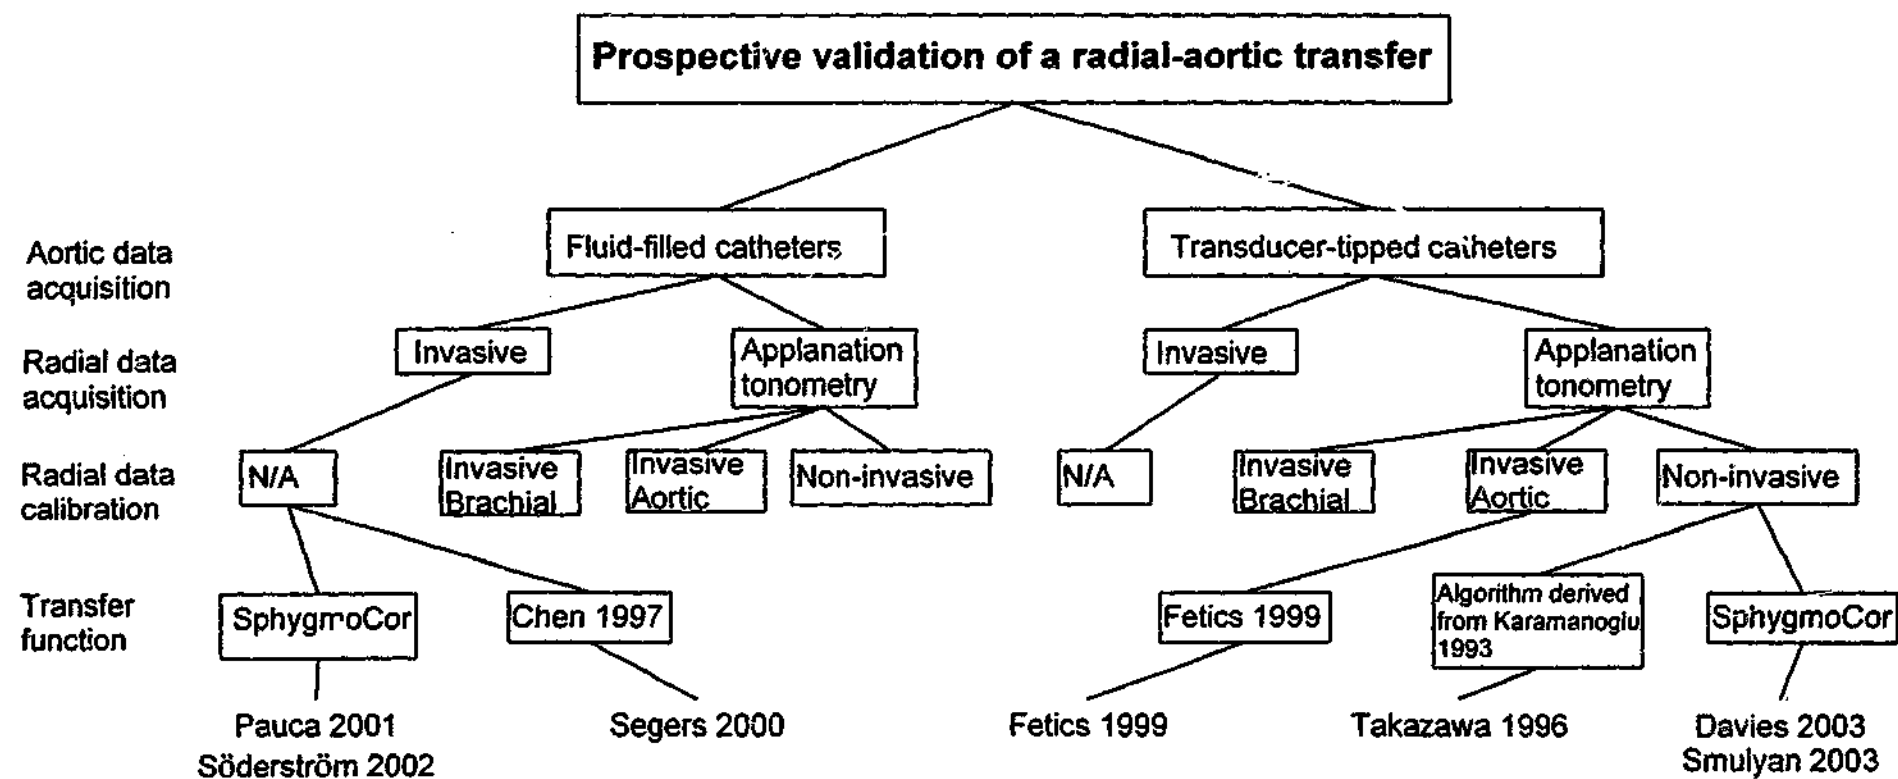 Prospective validation of a radial-aortic transfer
Aortic data
acquisition
Fluid-filled catheters
Transducer-tipped catheters
Radial data
acquisition
Invasive
Applanation
tonometry
Invasive
Applanation
tonometry
Radial data
calibration
N/A
Invasive
Brachial
Invasive
Aortic
Non-invasive
N/A
Invasive
Brachial
Invasive
Aortic
Non-invasive
Transfer
function
SphygmoCor
Chen 1997
Fetics 1999
Algorithm derived
from Karamanoglu
1993
SphygmoCor
Pauca 2001
Söderström 2002
Segers 2000
Fetics 1999
Takazawa 1996
Davies 2003
Smulyan 2003